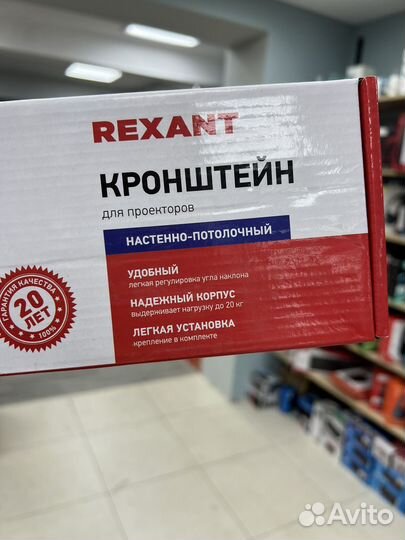 REXANT
КРОНШТЕЙН
для проекторов
НАСТЕННО-ПОТОЛОЧНЫЙ
УДОБНЫЙ
легкая регулировка угла наклона
НАДЕЖНЫЙ КОРПУС
выдерживает нагрузку до 20 кг
ЛЕГКАЯ УСТАНОВКА
крепление в комплекте
ГАРАНТИЯ КАЧЕСТВА
20
ЛЕТ
100%
Avito